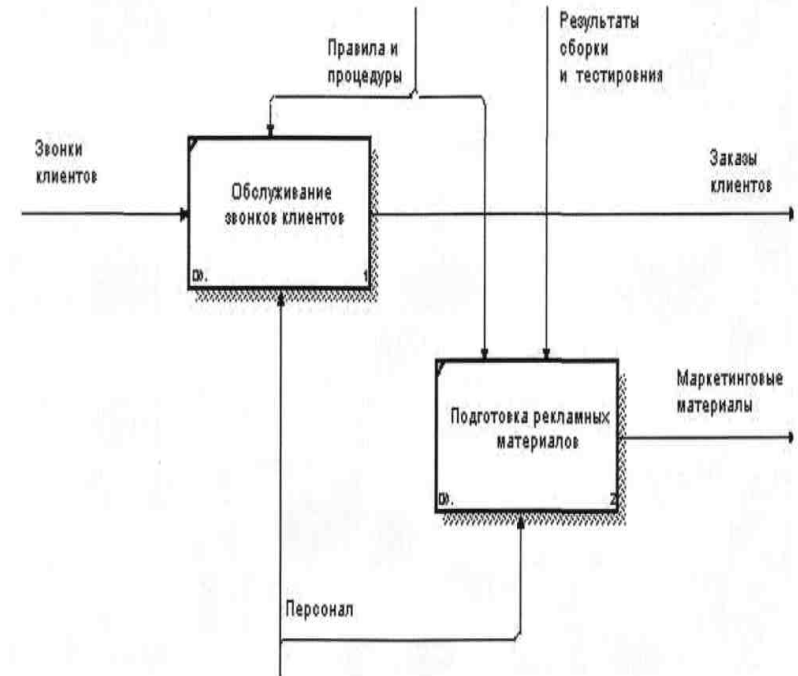 Правила и
процедуры
Результаты
сборки
и тестировния
Звонки
клиентов
Заказы
клиентов
Обслуживание
звонков клиентов
1
Маркетинговые
материалы
Подготовка рекламных
материалов
2
Персонал